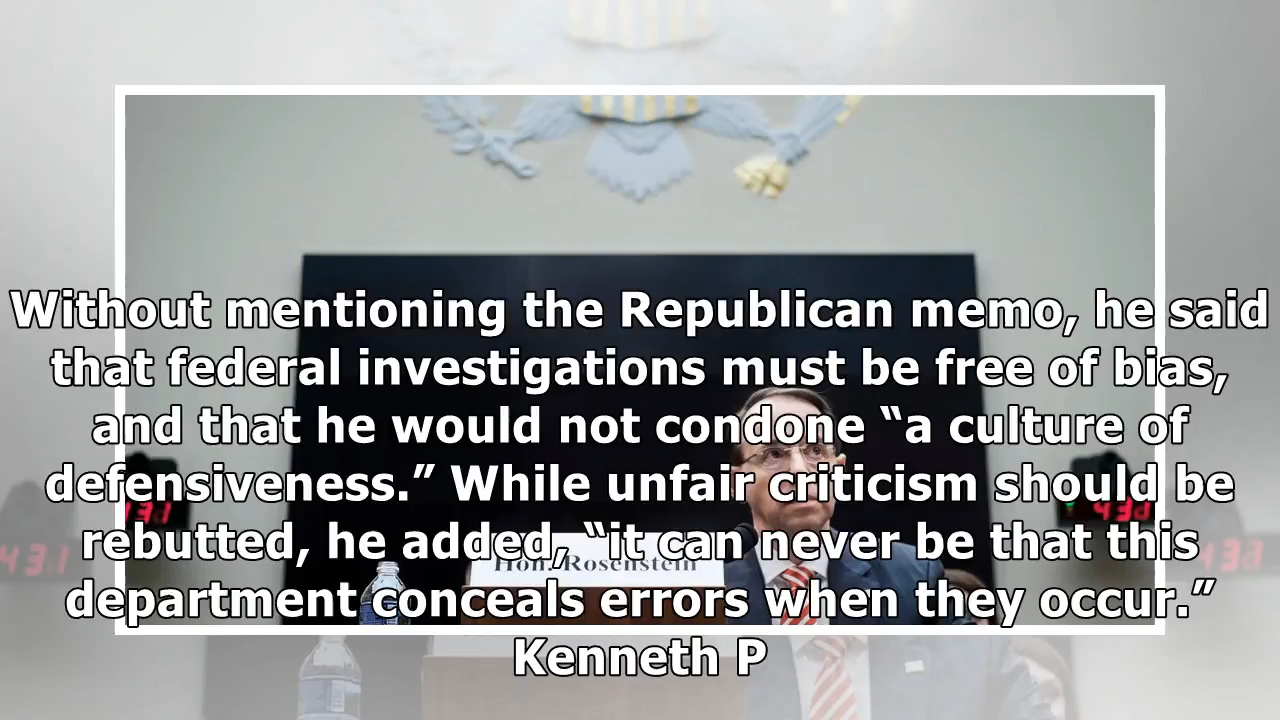 Without mentioning the Republican memo, he said
that federal investigations must be free of bias,
and that he would not condone “a culture of
defensiveness.” While unfair criticism should be
rebutted, he added, “it can never be that this
Hon. Rosenstein
department conceals errors when they occur.”
Kenneth P